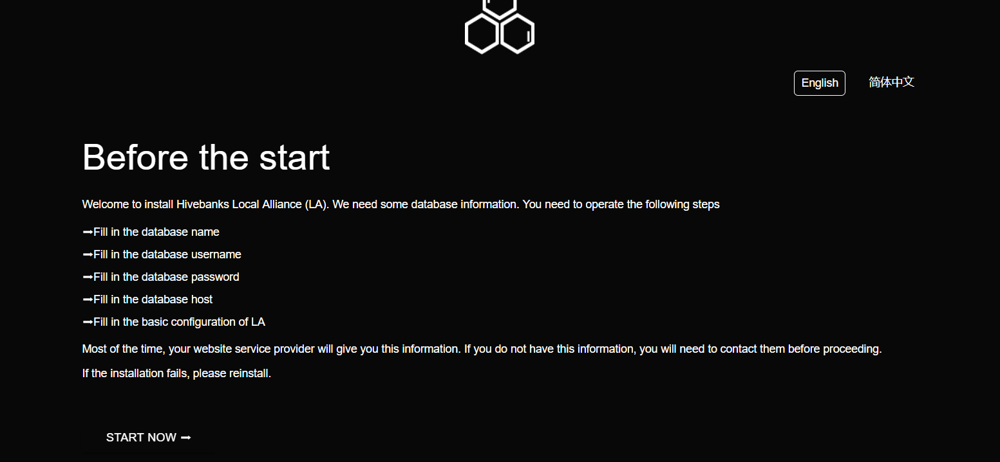 English
简体中文
Before the start
Welcome to install Hivebanks Local Alliance (LA). We need some database information. You need to operate the following steps
➞Fill in the database name
➞Fill in the database username
➞Fill in the database password
➞Fill in the database host
➞Fill in the basic configuration of LA
Most of the time, your website service provider will give you this information. If you do not have this information, you will need to contact them before proceeding.
If the installation fails, please reinstall.
START NOW ➞